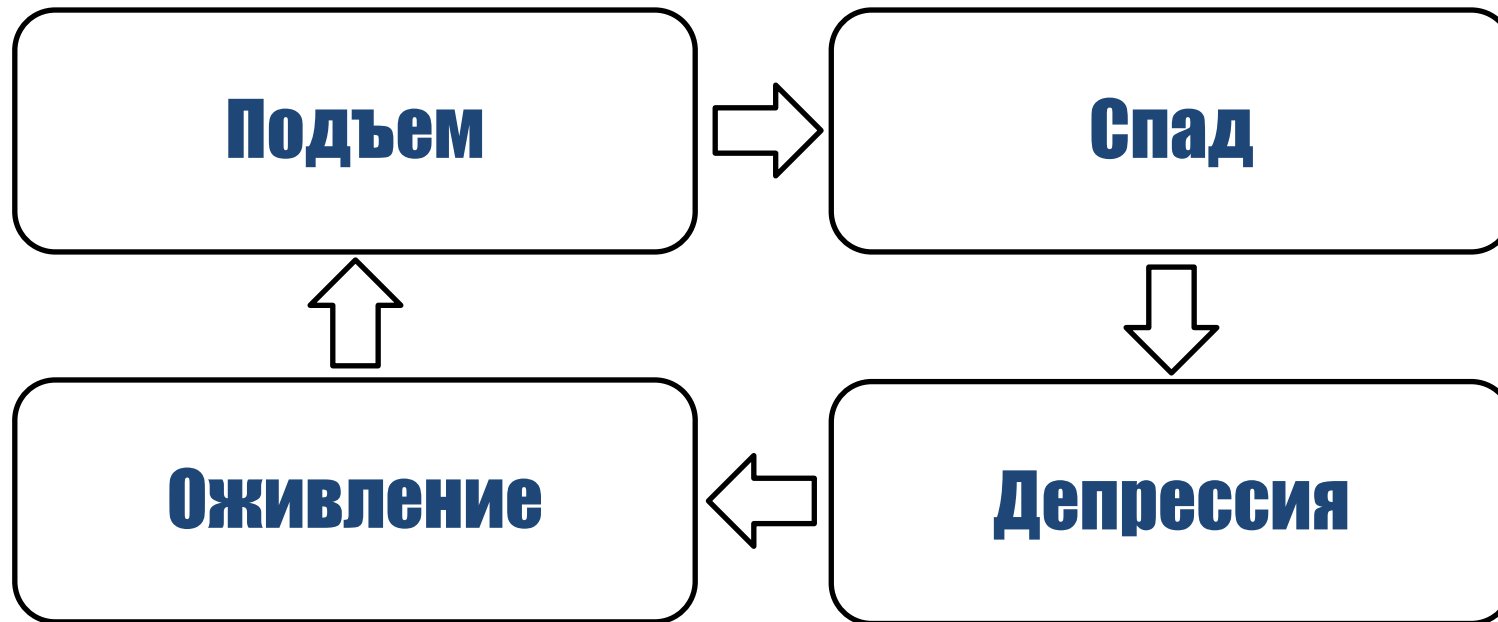 Подъем
Спад
Оживление
Депрессия